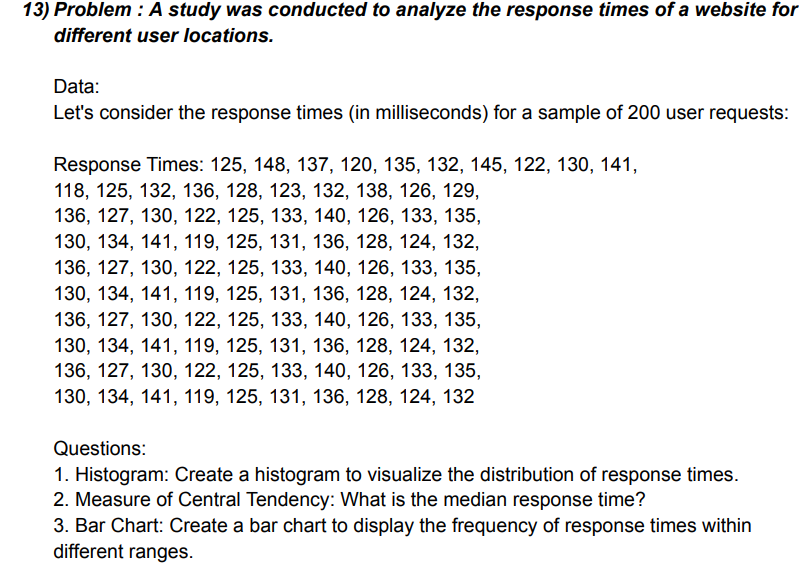 13) Problem : A study was conducted to analyze the response times of a website for
different user locations.
Data:
Let's consider the response times (in milliseconds) for a sample of 200 user requests:
Response Times: 125, 148, 137, 120, 135, 132, 145, 122, 130, 141,
118, 125, 132, 136, 128, 123, 132, 138, 126, 129,
136, 127, 130, 122, 125, 133, 140, 126, 133, 135,
130, 134, 141, 119, 125, 131, 136, 128, 124, 132,
136, 127, 130, 122, 125, 133, 140, 126, 133, 135,
130, 134, 141, 119, 125, 131, 136, 128, 124, 132,
136, 127, 130, 122, 125, 133, 140, 126, 133, 135,
130, 134, 141, 119, 125, 131, 136, 128, 124, 132,
136, 127, 130, 122, 125, 133, 140, 126, 133, 135,
130, 134, 141, 119, 125, 131, 136, 128, 124, 132
Questions:
1. Histogram: Create a histogram to visualize the distribution of response times.
2. Measure of Central Tendency: What is the median response time?
3. Bar Chart: Create a bar chart to display the frequency of response times within
different ranges.